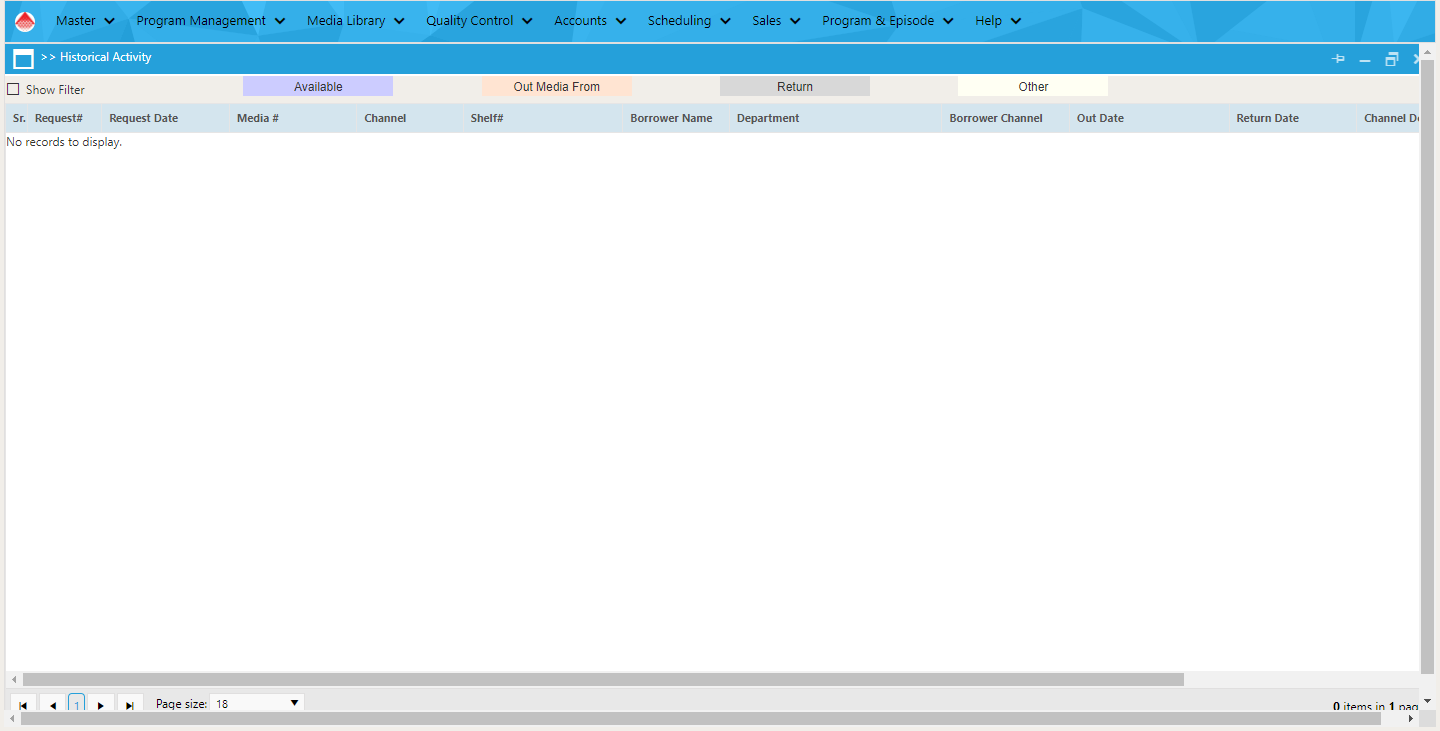 Master Program Management Media Library Quality Control Accounts Scheduling Sales Program & Episode Help
>> Historical Activity
Show Filter Available Out Media From Return Other
Sr. Request# Request Date Media # Channel Shelf# Borrower Name Department Borrower Channel Out Date Return Date Channel De
No records to display.
1 Page size: 18 0 items in 1 pag